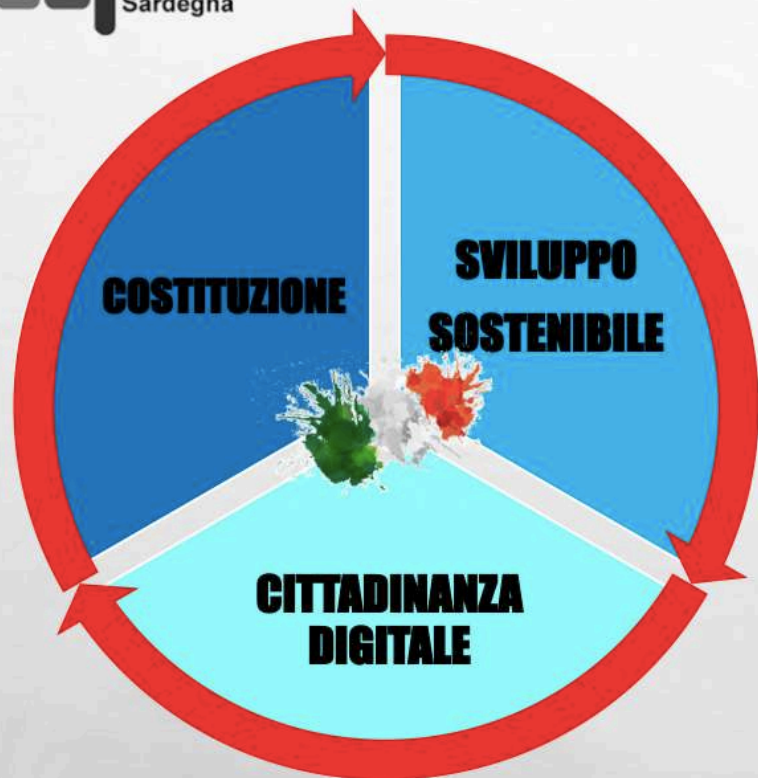 Sardegna
COSTITUZIONE
SVILUPPO
SOSTENIBILE
CITTADINANZA
DIGITALE